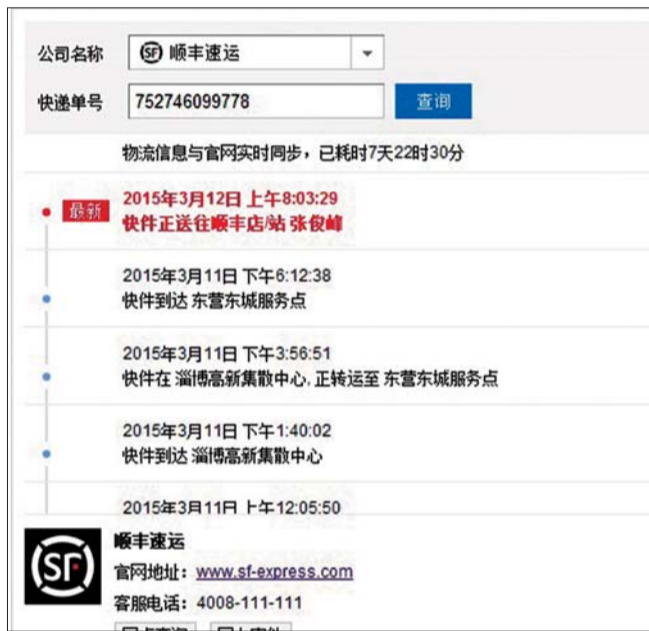 公司名称 SF 顺丰速运
快递单号 752746099778 查询
物流信息与官网实时同步，已耗时7天22时30分
最新 2015年3月12日 上午8:03:29
快件正送往顺丰店/站 张俊峰
2015年3月11日 下午6:12:38
快件到达 东营东城服务点
2015年3月11日 下午3:56:51
快件在 淄博高新集散中心, 正转运至 东营东城服务点
2015年3月11日 下午1:40:02
快件到达 淄博高新集散中心
2015年3月11日 上午12:05:50
SF 顺丰速运
官网地址：www.sf-express.com
客服电话：4008-111-111